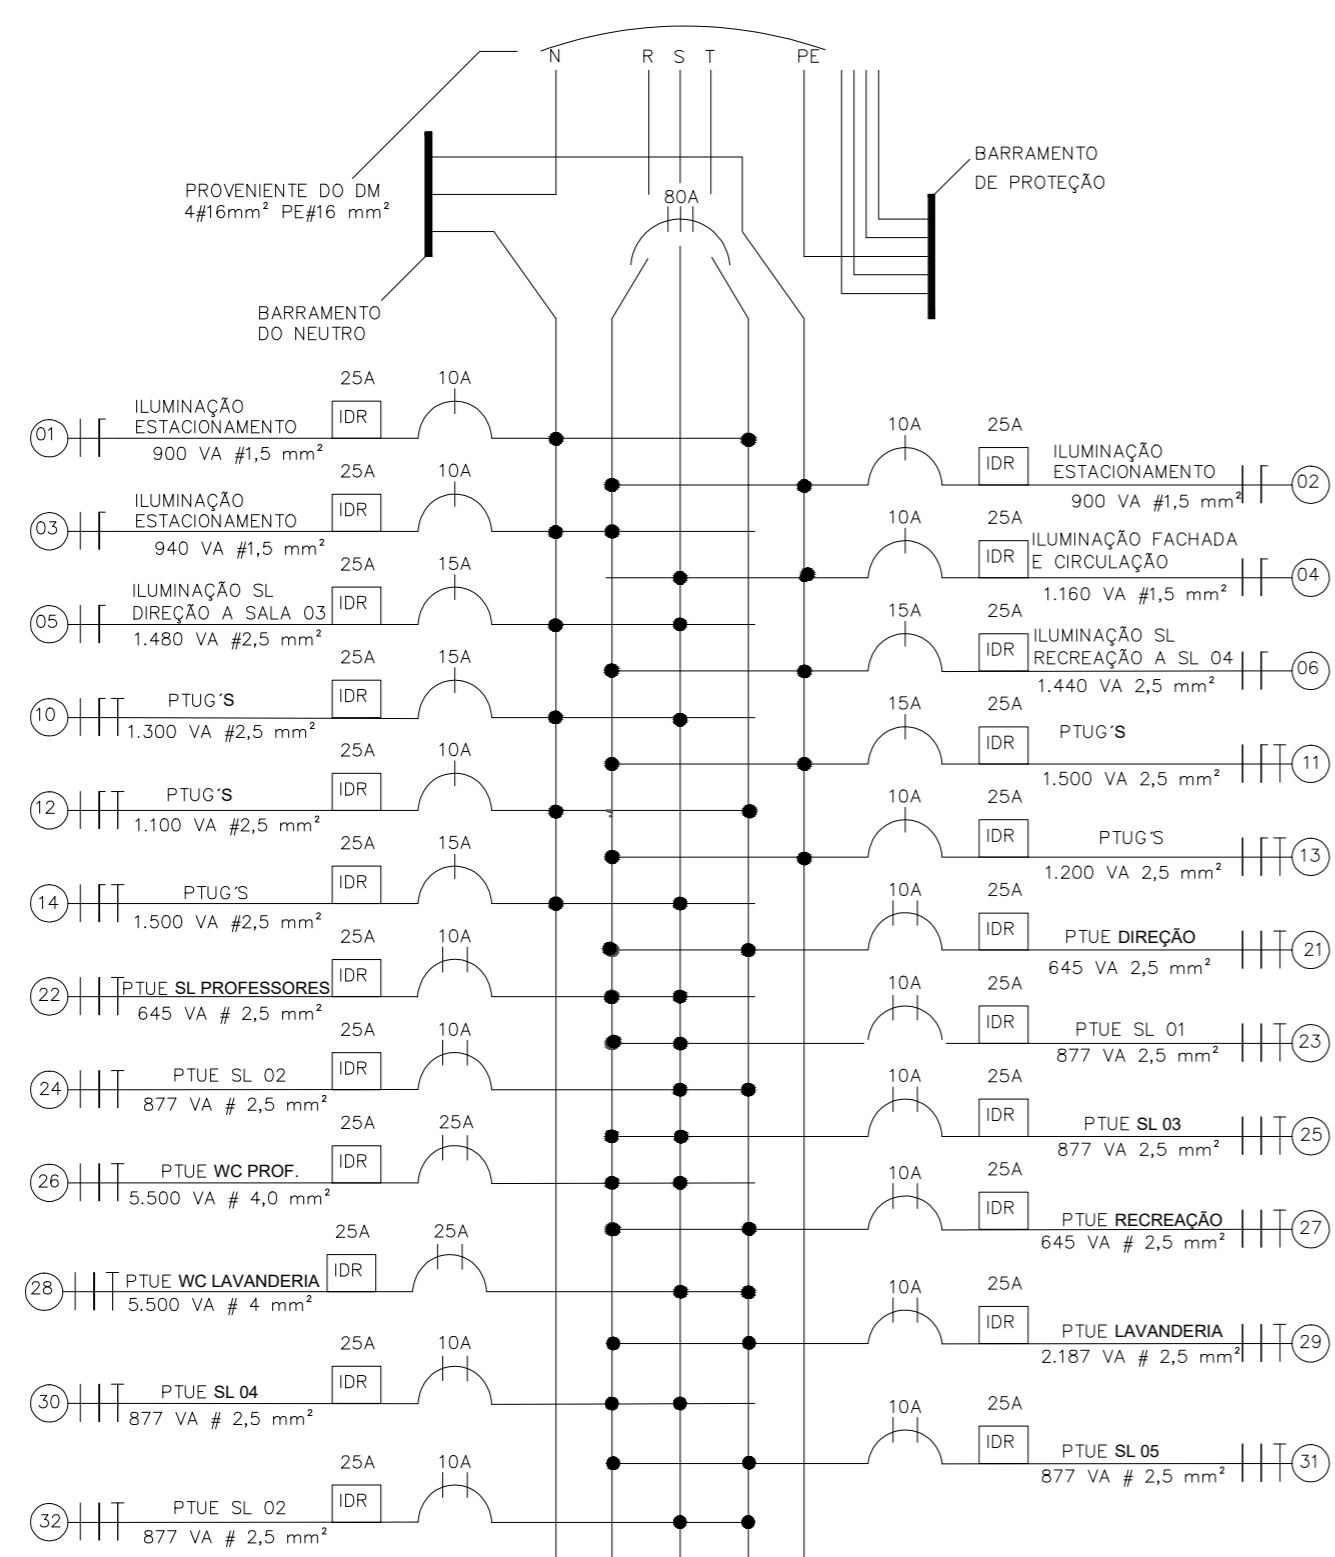 N R S T PE
BARRAMENTO
DE PROTEÇÃO
PROVENIENTE DO DM
4#16mm² PE#16 mm²
80A
BARRAMENTO
DO NEUTRO
25A 10A
01 ILUMINAÇÃO
ESTACIONAMENTO
IDR
900 VA #1,5 mm²
10A 25A
IDR
ILUMINAÇÃO
ESTACIONAMENTO
02
900 VA #1,5 mm²
25A 10A
03 ILUMINAÇÃO
ESTACIONAMENTO
IDR
940 VA #1,5 mm²
10A 25A
IDR
ILUMINAÇÃO FACHADA
E CIRCULAÇÃO
04
1.160 VA #1,5 mm²
25A 15A
05 ILUMINAÇÃO SL
DIREÇÃO A SALA 03
IDR
1.480 VA #2,5 mm²
15A 25A
IDR
ILUMINAÇÃO SL
RECREAÇÃO A SL 04
06
1.440 VA 2,5 mm²
25A 15A
10 PTUG´S IDR
1.300 VA #2,5 mm²
15A 25A
IDR PTUG´S 11
1.500 VA 2,5 mm²
25A 10A
12 PTUG´S IDR
1.100 VA #2,5 mm²
10A 25A
IDR PTUG´S 13
1.200 VA 2,5 mm²
25A 15A
14 PTUG´S IDR
1.500 VA #2,5 mm²
10A 25A
IDR PTUE DIREÇÃO 21
645 VA 2,5 mm²
25A 10A
22 PTUE SL PROFESSORES IDR
645 VA # 2,5 mm²
10A 25A
IDR PTUE SL 01 23
877 VA 2,5 mm²
25A 10A
24 PTUE SL 02 IDR
877 VA # 2,5 mm²
10A 25A
IDR PTUE SL 03 25
877 VA 2,5 mm²
25A 25A
26 PTUE WC PROF. IDR
5.500 VA # 4,0 mm²
10A 25A
IDR PTUE RECREAÇÃO 27
645 VA # 2,5 mm²
25A 25A
28 PTUE WC LAVANDERIA IDR
5.500 VA # 4 mm²
10A 25A
IDR PTUE LAVANDERIA 29
2.187 VA # 2,5 mm²
25A 10A
30 PTUE SL 04 IDR
877 VA # 2,5 mm²
10A 25A
IDR PTUE SL 05 31
877 VA # 2,5 mm²
25A 10A
32 PTUE SL 02 IDR
877 VA # 2,5 mm²